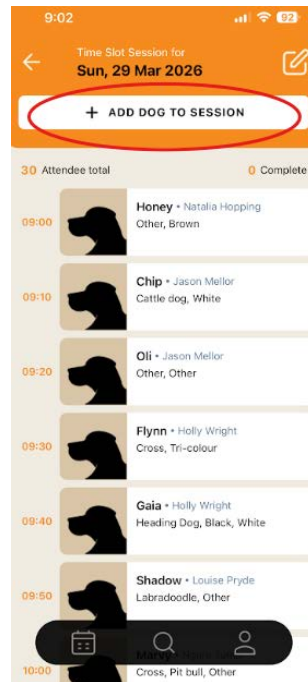 9:02
92
Time Slot Session for
Sun, 29 Mar 2026
+ ADD DOG TO SESSION
30 Attendee total
0 Complete
09:00
Honey • Natalia Hopping
Other, Brown
09:10
Chip • Jason Mellor
Cattle dog, White
09:20
Oli • Jason Mellor
Other, Other
09:30
Flynn • Holly Wright
Cross, Tri-colour
09:40
Gaia • Holly Wright
Heading Dog, Black, White
09:50
Shadow • Louise Pryde
Labradoodle, Other
10:00
Cross, Pit bull, Other